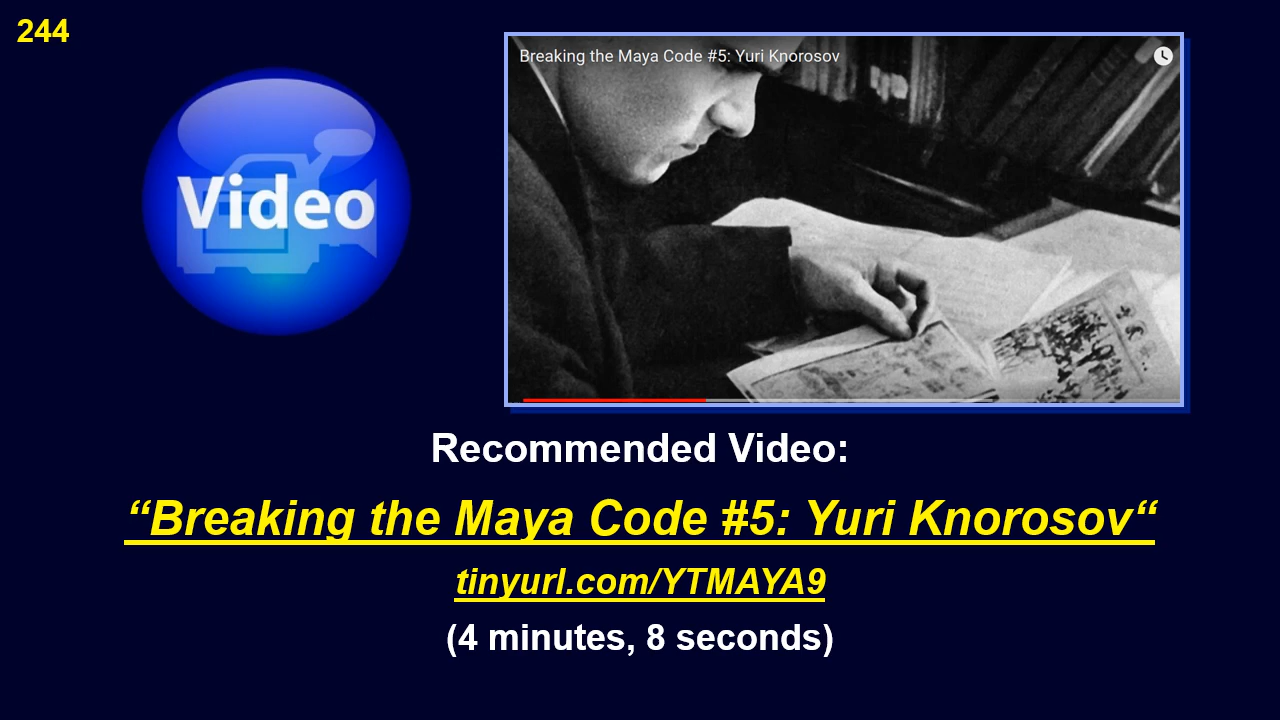 244
Breaking the Maya Code #5: Yuri Knorosov
Video
Recommended Video:
“Breaking the Maya Code #5: Yuri Knorosov“
tinyurl.com/YTMAYA9
(4 minutes, 8 seconds)